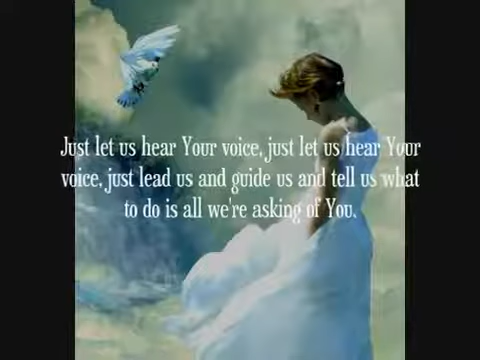 Just let us hear Your voice, just let us hear Your
voice, just lead us and guide us and tell us what
to do is all we're asking of You.